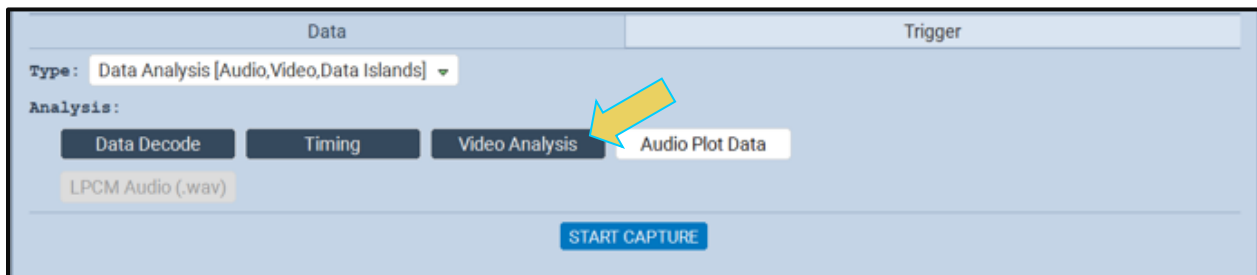 Data Trigger
Type: Data Analysis [Audio,Video,Data Islands]
Analysis:
Data Decode Timing Video Analysis Audio Plot Data
LPCM Audio (.wav)
START CAPTURE